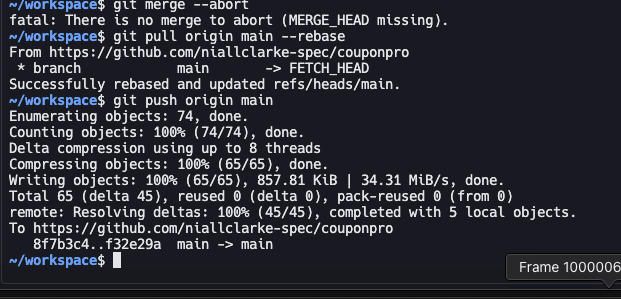 ~/workspace$ git merge --abort
fatal: There is no merge to abort (MERGE_HEAD missing).
~/workspace$ git pull origin main --rebase
From https://github.com/niallclarke-spec/couponpro
 * branch            main       -> FETCH_HEAD
Successfully rebased and updated refs/heads/main.
~/workspace$ git push origin main
Enumerating objects: 74, done.
Counting objects: 100% (74/74), done.
Delta compression using up to 8 threads
Compressing objects: 100% (65/65), done.
Writing objects: 100% (65/65), 857.81 KiB | 34.31 MiB/s, done.
Total 65 (delta 45), reused 0 (delta 0), pack-reused 0 (from 0)
remote: Resolving deltas: 100% (45/45), completed with 5 local objects.
To https://github.com/niallclarke-spec/couponpro
   8f7b3c4..f32e29a  main -> main
~/workspace$
Frame 1000006